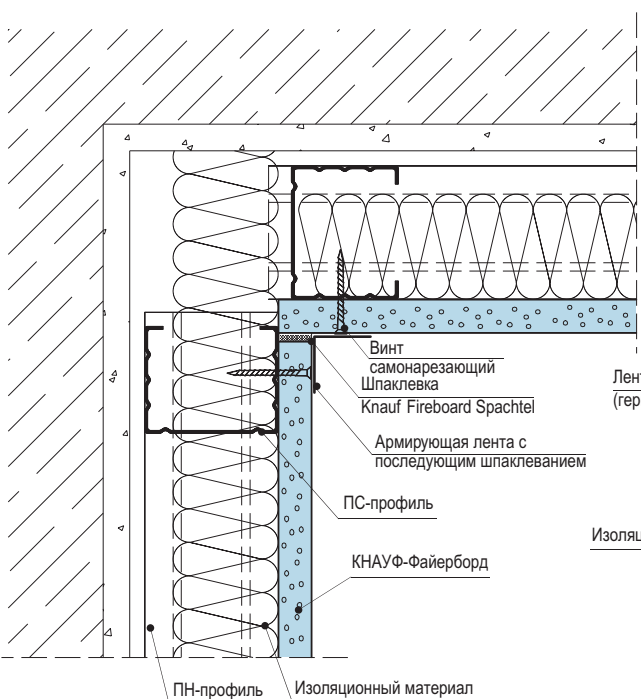 Винт
самонарезающий
Шпаклевка
Knauf Fireboard Spachtel
Армирующая лента с
последующим шпаклеванием
ПС-профиль
КНАУФ-Файерборд
ПН-профиль
Изоляционный материал